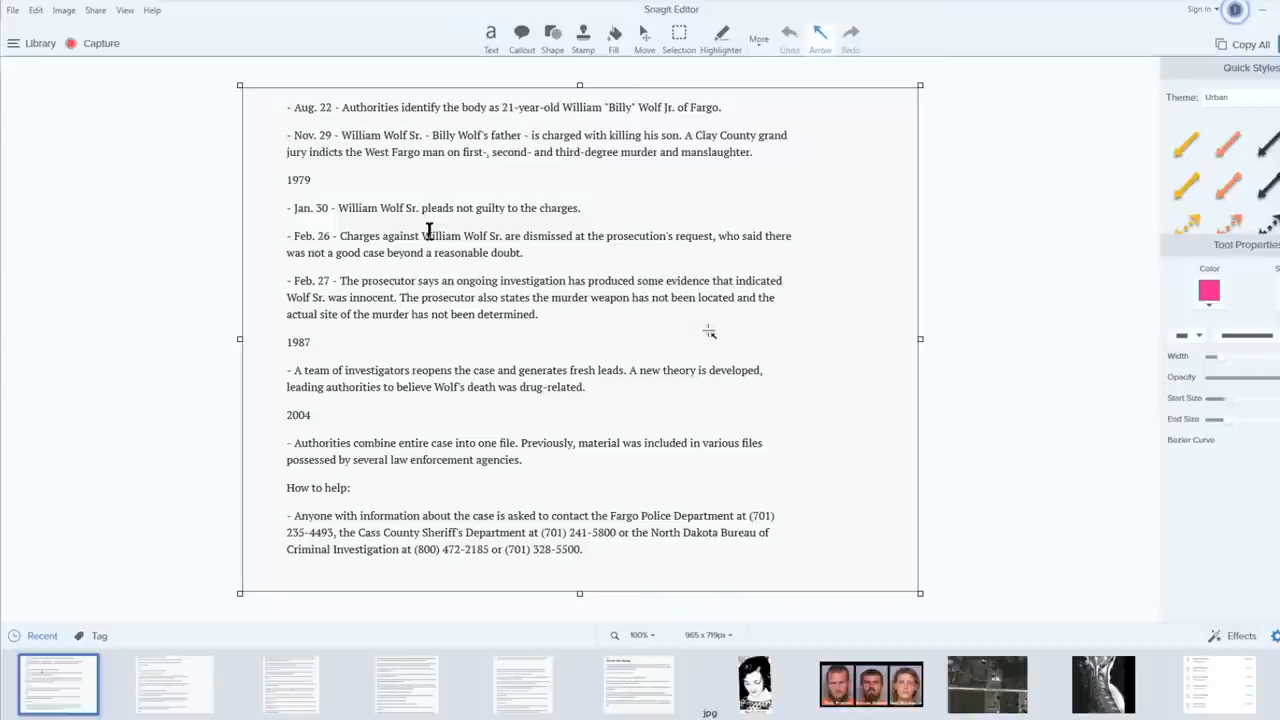 Snagit Editor
File Edit Image Share View Help
Sign In
Library Capture
Text Callout Shape Stamp Fill Move Selection Highlighter More Undo Arrow Redo
Copy All
Quick Styles
Theme: Urban
- Aug. 22 - Authorities identify the body as 21-year-old William "Billy" Wolf Jr. of Fargo.
- Nov. 29 - William Wolf Sr. - Billy Wolf's father - is charged with killing his son. A Clay County grand
jury indicts the West Fargo man on first-, second- and third-degree murder and manslaughter.
1979
- Jan. 30 - William Wolf Sr. pleads not guilty to the charges.
- Feb. 26 - Charges against William Wolf Sr. are dismissed at the prosecution's request, who said there
was not a good case beyond a reasonable doubt.
- Feb. 27 - The prosecutor says an ongoing investigation has produced some evidence that indicated
Wolf Sr. was innocent. The prosecutor also states the murder weapon has not been located and the
actual site of the murder has not been determined.
1987
- A team of investigators reopens the case and generates fresh leads. A new theory is developed,
leading authorities to believe Wolf's death was drug-related.
2004
- Authorities combine entire case into one file. Previously, material was included in various files
possessed by several law enforcement agencies.
How to help:
- Anyone with information about the case is asked to contact the Fargo Police Department at (701)
235-4493, the Cass County Sheriff's Department at (701) 241-5800 or the North Dakota Bureau of
Criminal Investigation at (800) 472-2185 or (701) 328-5500.
Tool Properties
Color
Width
Opacity
Start Size
End Size
Bezier Curve
Recent Tag
100% 965 x 719px
Effects
jpg